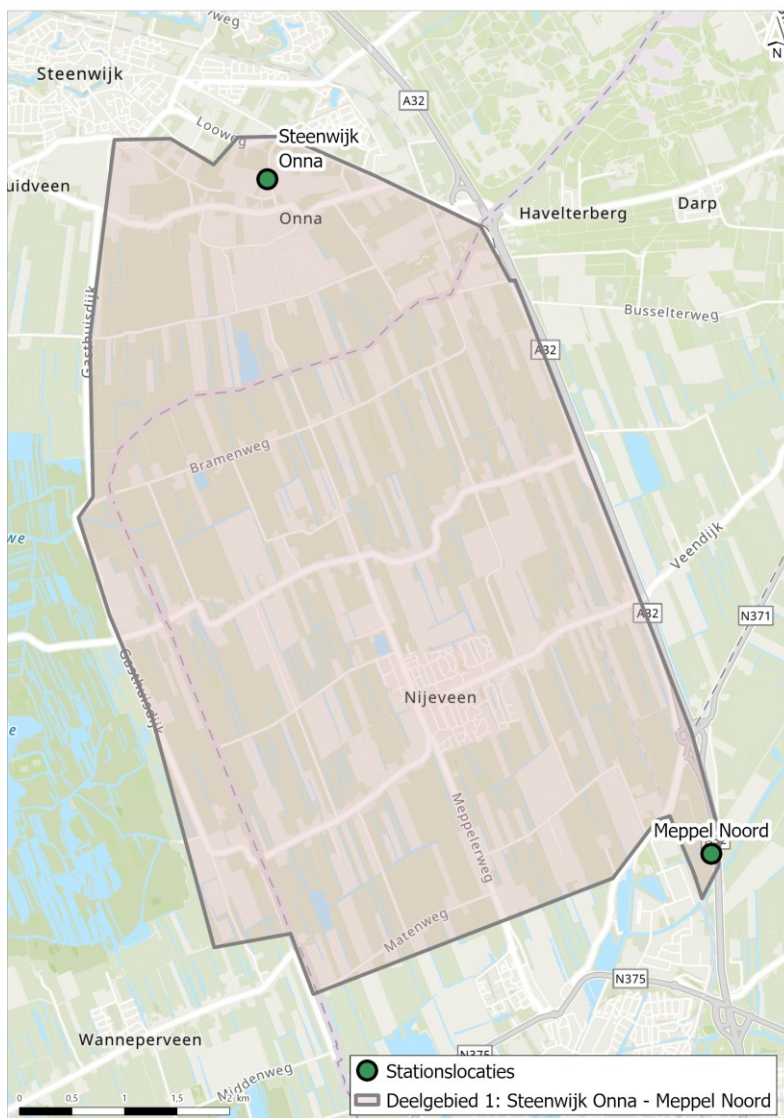 weg
N
Steenwijk
A32
Looweg
Steenwijk
Onna
uidveen
Darp
Havelterberg
Onna
Gasthuisdijk
Busselterweg
A32
Bramenweg
we
Veendijk
A32
N371
Gasthuisdijk
Nijeveen
Meppelerweg
Meppel Noord
Matenweg
N375
Wanneperveen
N375
Middenweg
Stationslocaties
Deelgebied 1: Steenwijk Onna - Meppel Noord
0 0,5 1 1,5 2 km